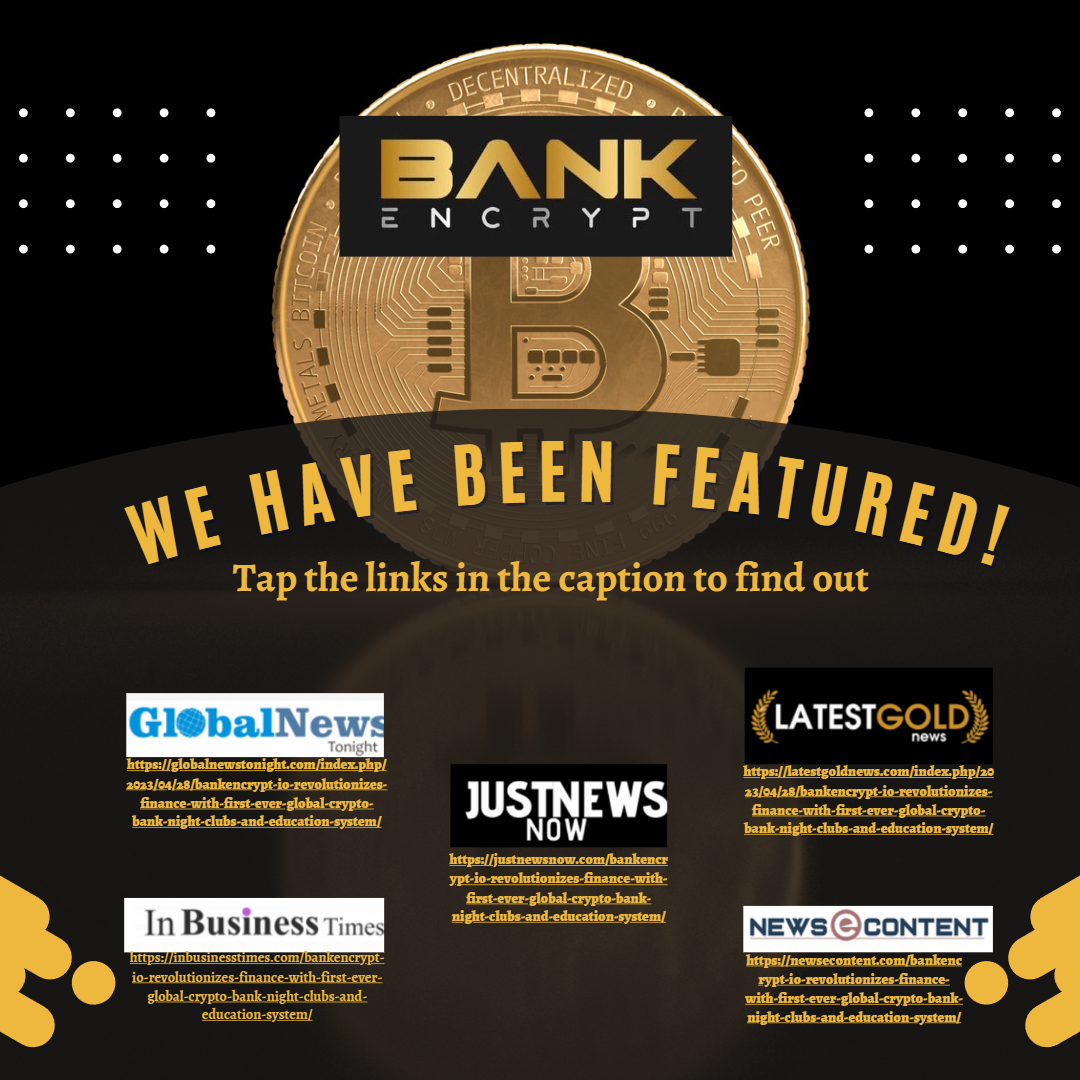 DECENTRALIZED
TO PEER
BITCOIN
METALS
BANK
ENCRYPT
WE HAVE BEEN FEATURED!
Tap the links in the caption to find out
GlobalNews
Tonight
https://globalnewstonight.com/index.php/
2023/04/28/bankencrypt-io-revolutionizes-
finance-with-first-ever-global-crypto-
bank-night-clubs-and-education-system/
LATESTGOLD
news
https://latestgoldnews.com/index.php/20
23/04/28/bankencrypt-io-revolutionizes-
finance-with-first-ever-global-crypto-
bank-night-clubs-and-education-system/
JUSTNEWS
NOW
https://justnewsnow.com/bankencr
ypt-io-revolutionizes-finance-with-
first-ever-global-crypto-bank-
night-clubs-and-education-system/
In Business Times
https://inbusinesstimes.com/bankencrypt-
io-revolutionizes-finance-with-first-ever-
global-crypto-bank-night-clubs-and-
education-system/
NEWS e CONTENT
https://newsecontent.com/bankenc
rypt-io-revolutionizes-finance-
with-first-ever-global-crypto-bank-
night-clubs-and-education-system/